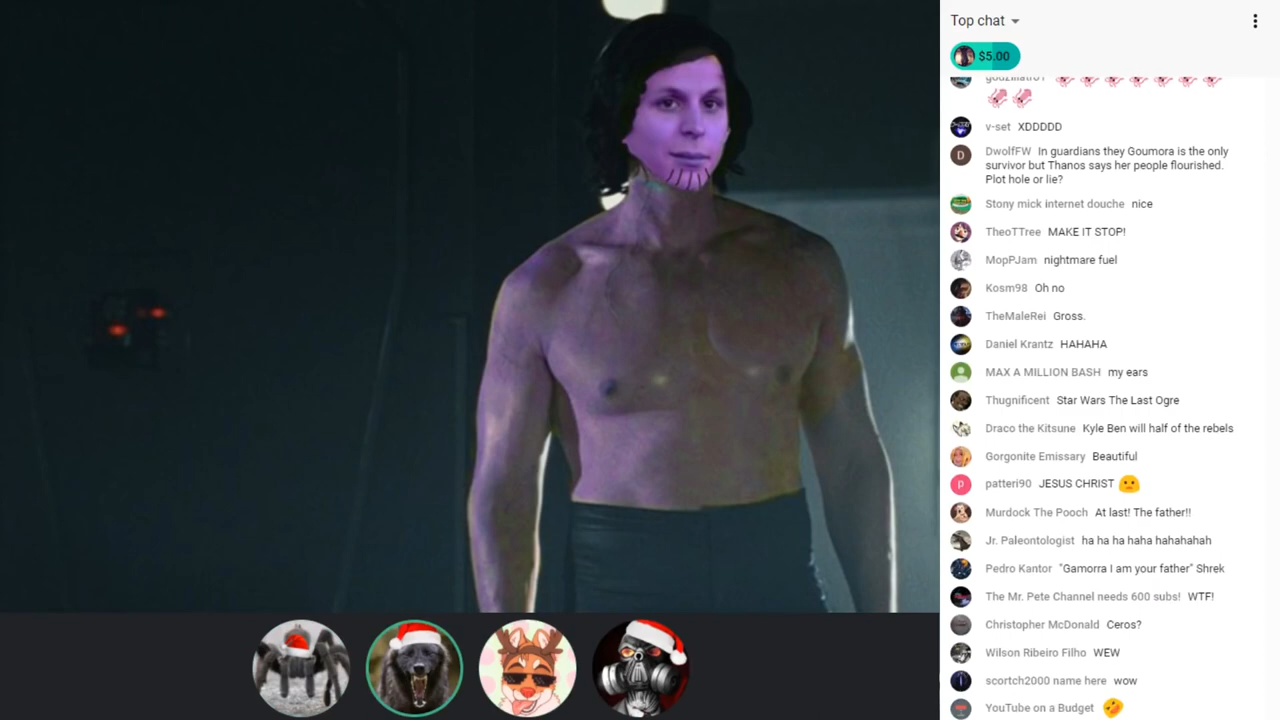 Top chat
$5.00
godzillafro1
v-set XDDDDD
D DwolfFW In guardians they Goumora is the only
survivor but Thanos says her people flourished.
Plot hole or lie?
Stony mick internet douche nice
TheoTTree MAKE IT STOP!
MopPJam nightmare fuel
Kosm98 Oh no
TheMaleRei Gross.
Daniel Krantz HAHAHA
MAX A MILLION BASH my ears
Thugnificent Star Wars The Last Ogre
Draco the Kitsune Kyle Ben will half of the rebels
Gorgonite Emissary Beautiful
P patteri90 JESUS CHRIST
Murdock The Pooch At last! The father!!
Jr. Paleontologist ha ha ha haha hahahahah
Pedro Kantor "Gamorra I am your father" Shrek
The Mr. Pete Channel needs 600 subs! WTF!
Christopher McDonald Ceros?
Wilson Ribeiro Filho WEW
scortch2000 name here wow
YouTube on a Budget